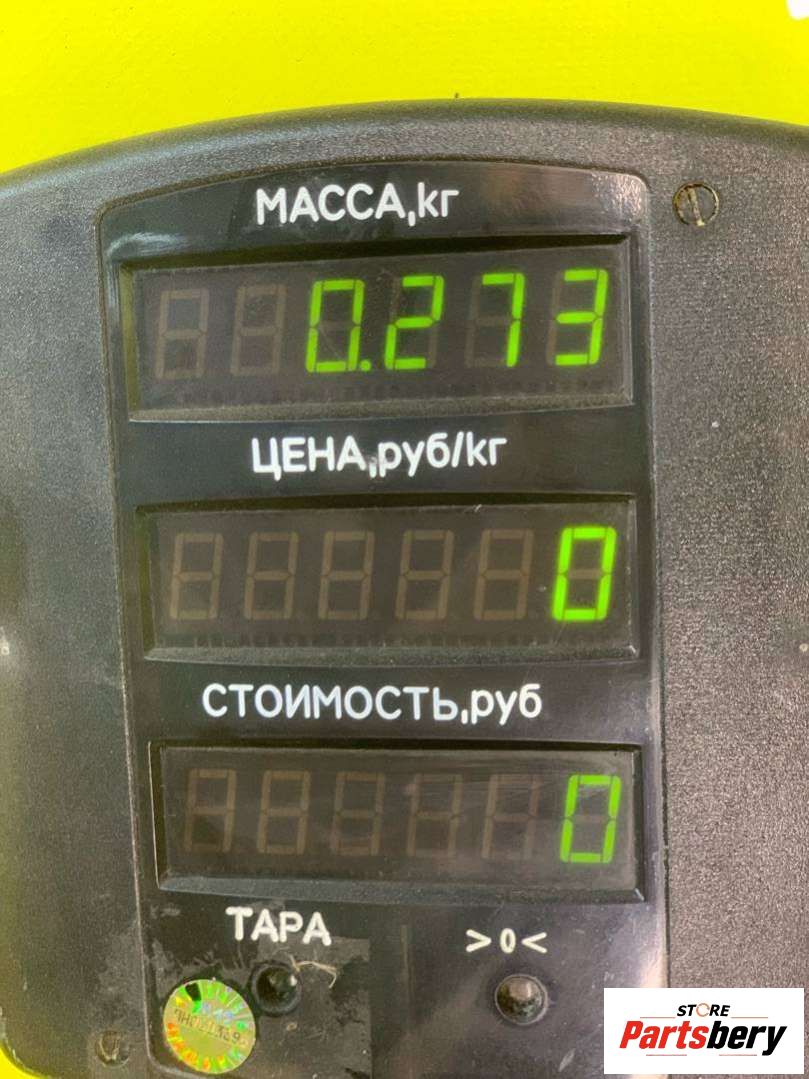 МАССА,кг
0.273
ЦЕНА,руб/кг
0
СТОИМОСТЬ,руб
0
ТАРА >0<
STORE
Partsbery